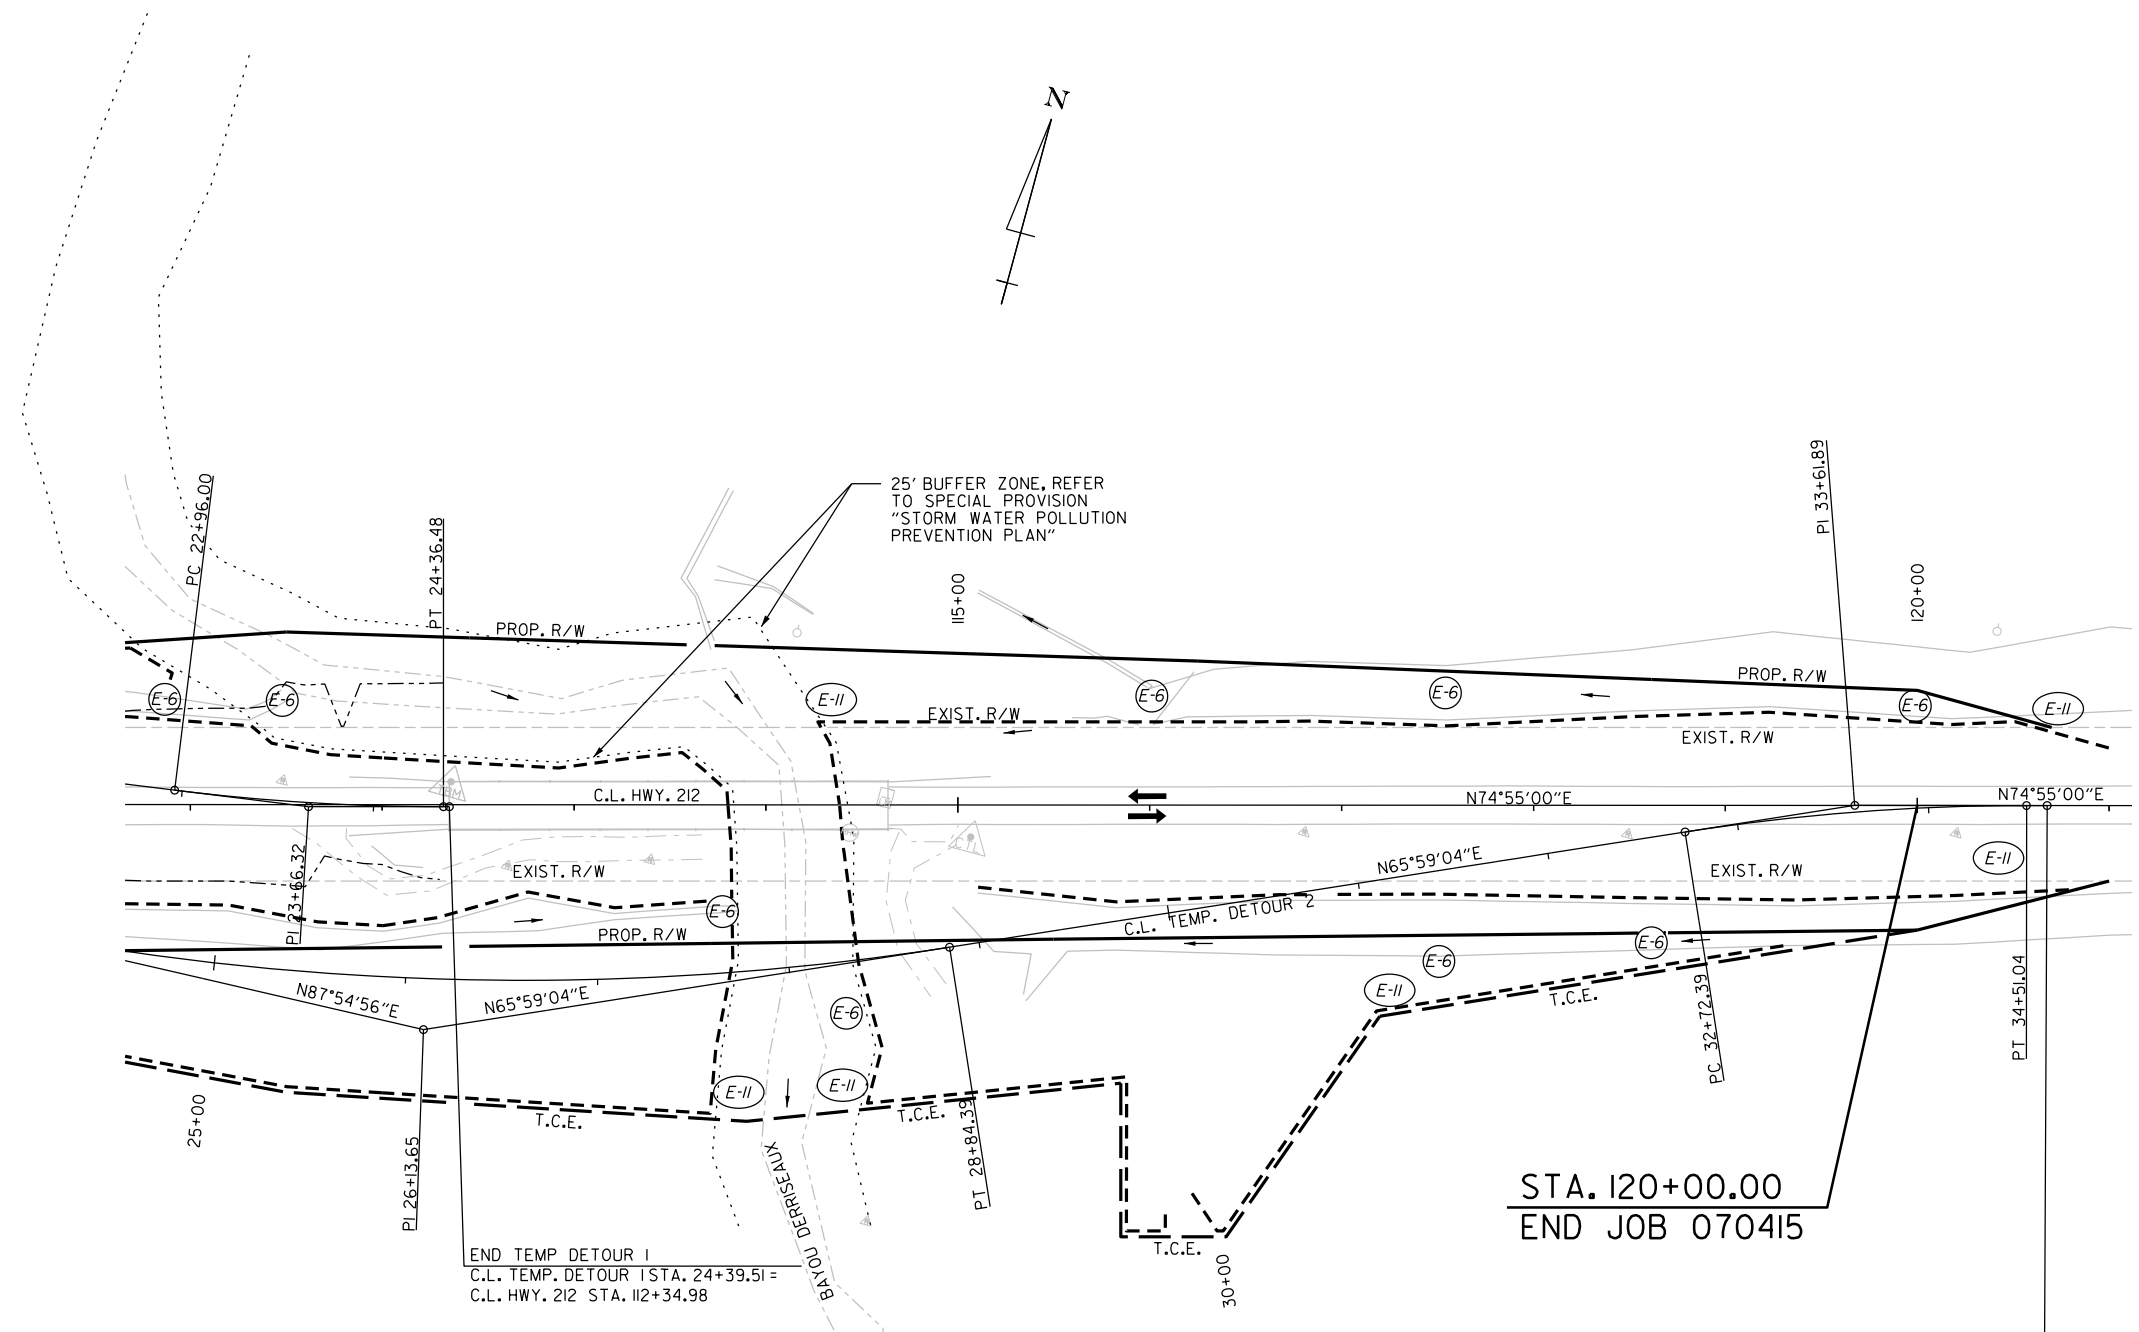 N
PI 33+61.89
PC 22+96.00
25' BUFFER ZONE, REFER
TO SPECIAL PROVISION
"STORM WATER POLLUTION
PREVENTION PLAN"
PT 24+36.48
115+00
120+00
PROP. R/W
PROP. R/W
E-6
E-6
E-11
E-6
E-6
E-6
E-11
EXIST. R/W
EXIST. R/W
TBM
C.L. HWY. 212
N74°55'00"E
N74°55'00"E
CTL
PI 23+66.32
EXIST. R/W
N65°59'04"E
EXIST. R/W
E-11
E-6
C.L. TEMP. DETOUR 2
PROP. R/W
E-6
E-6
N87°54'56"E
N65°59'04"E
E-11
T.C.E.
E-6
PC 32+72.39
PT 34+51.04
E-11
E-11
25+00
T.C.E.
T.C.E.
PI 26+13.65
PT 28+84.39
BAYOU DERRISEAUX
STA. 120+00.00
END JOB 070415
T.C.E.
30+00
END TEMP DETOUR 1
C.L. TEMP. DETOUR 1 STA. 24+39.51 =
C.L. HWY. 212 STA. 112+34.98